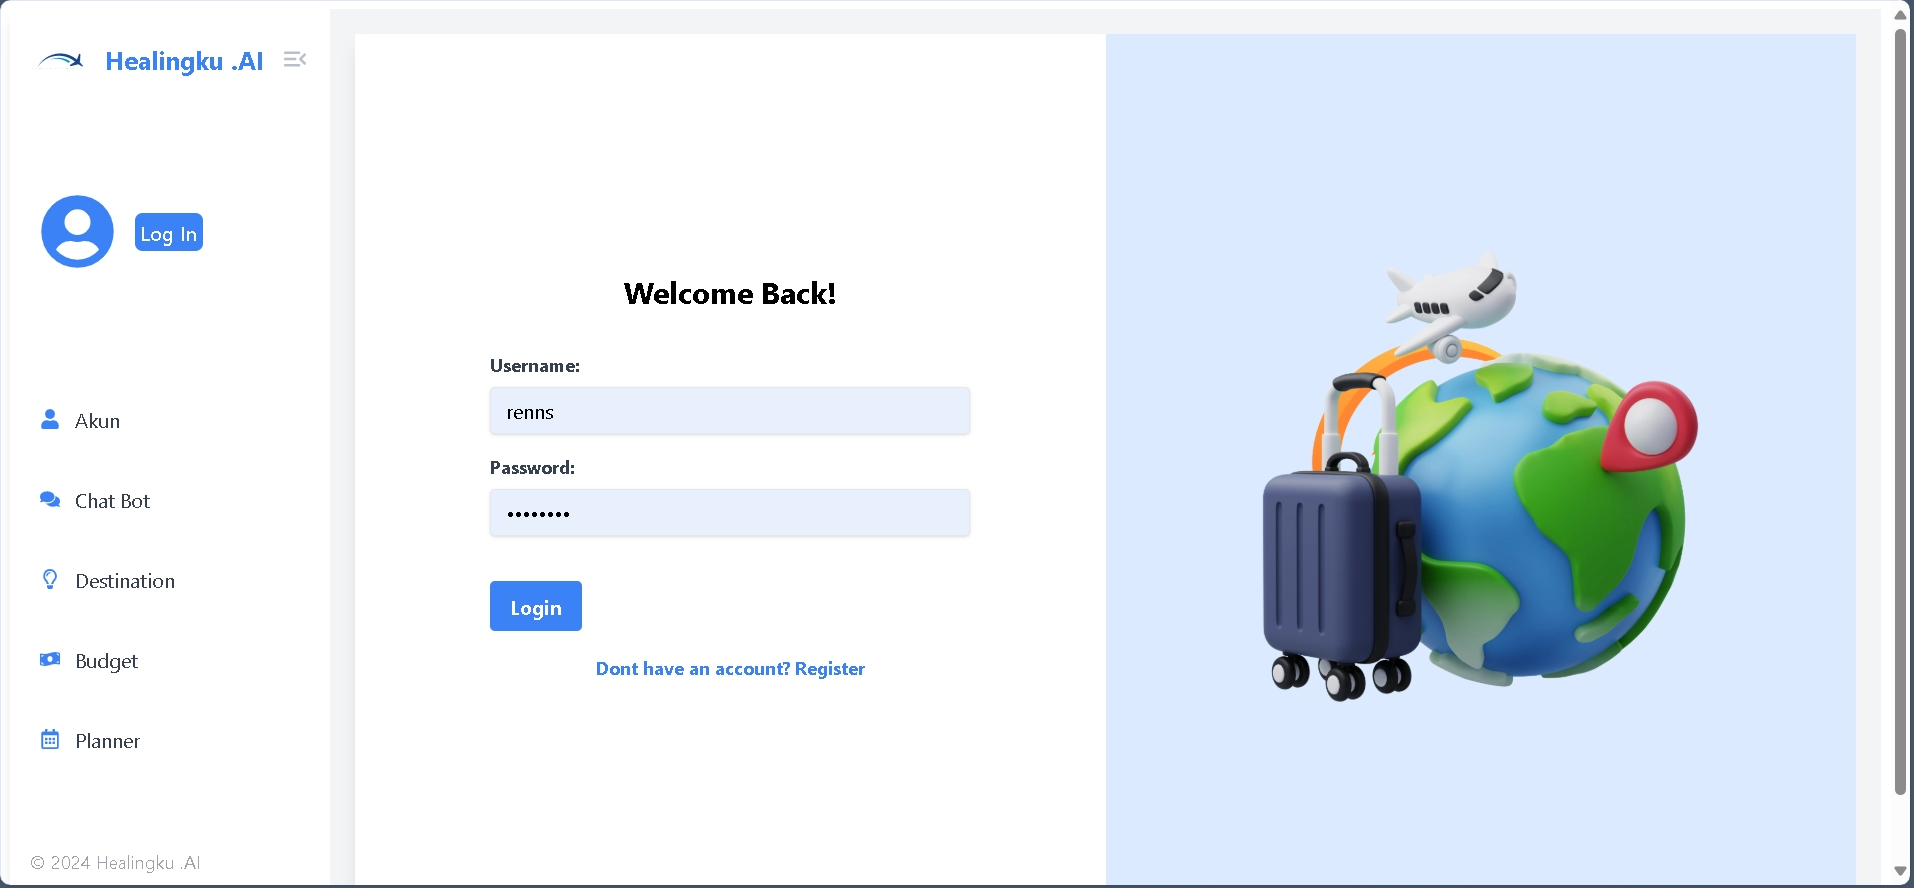 Healingku .AI
Log In
Akun
Chat Bot
Destination
Budget
Planner
© 2024 Healingku .AI
Welcome Back!
Username:
renns
Password:
••••••••
Login
Dont have an account? Register